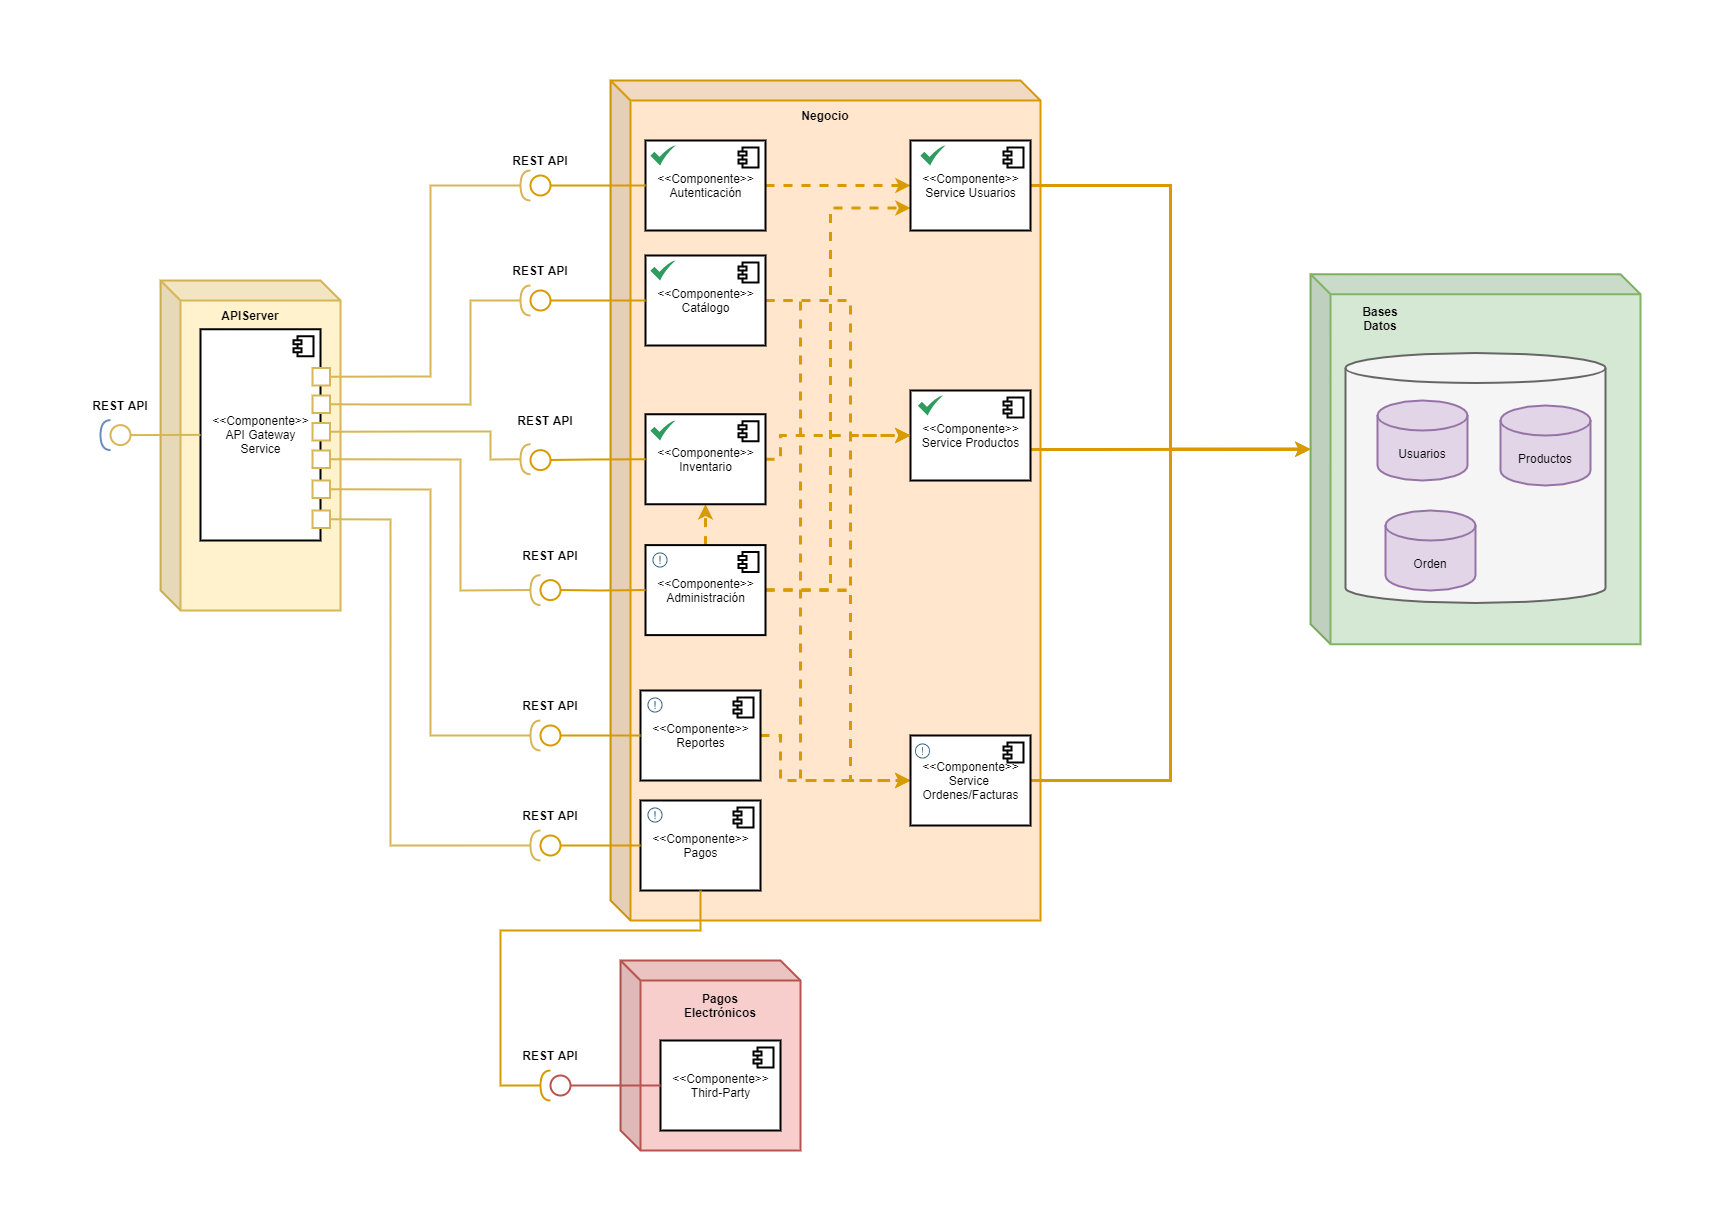 Negocio
REST API
<<Componente>>
Autenticación
<<Componente>>
Service Usuarios
REST API
<<Componente>>
Catálogo
APIServer
<<Componente>>
API Gateway
Service
REST API
REST API
<<Componente>>
Inventario
<<Componente>>
Service Productos
Bases
Datos
Usuarios
Productos
Orden
REST API
<<Componente>>
Administración
REST API
<<Componente>>
Reportes
<<Componente>>
Service
Ordenes/Facturas
REST API
<<Componente>>
Pagos
Pagos
Electrónicos
REST API
<<Componente>>
Third-Party